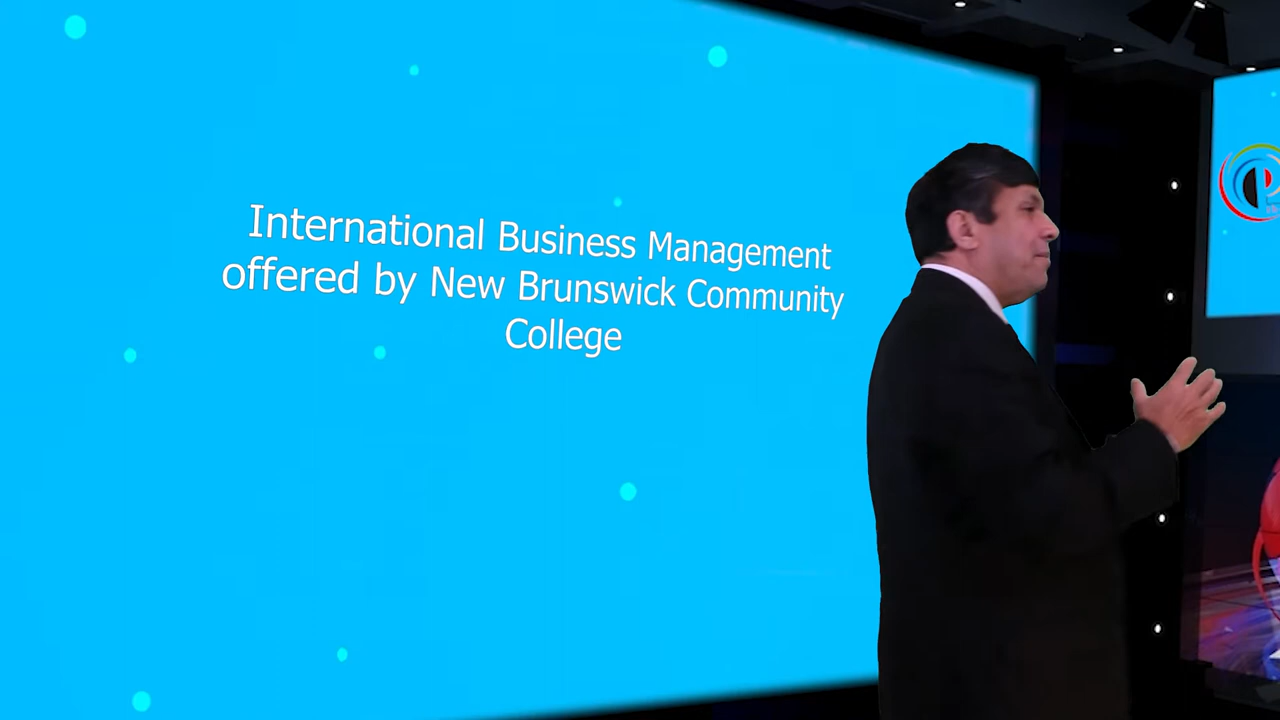 International Business Management
offered by New Brunswick Community
College